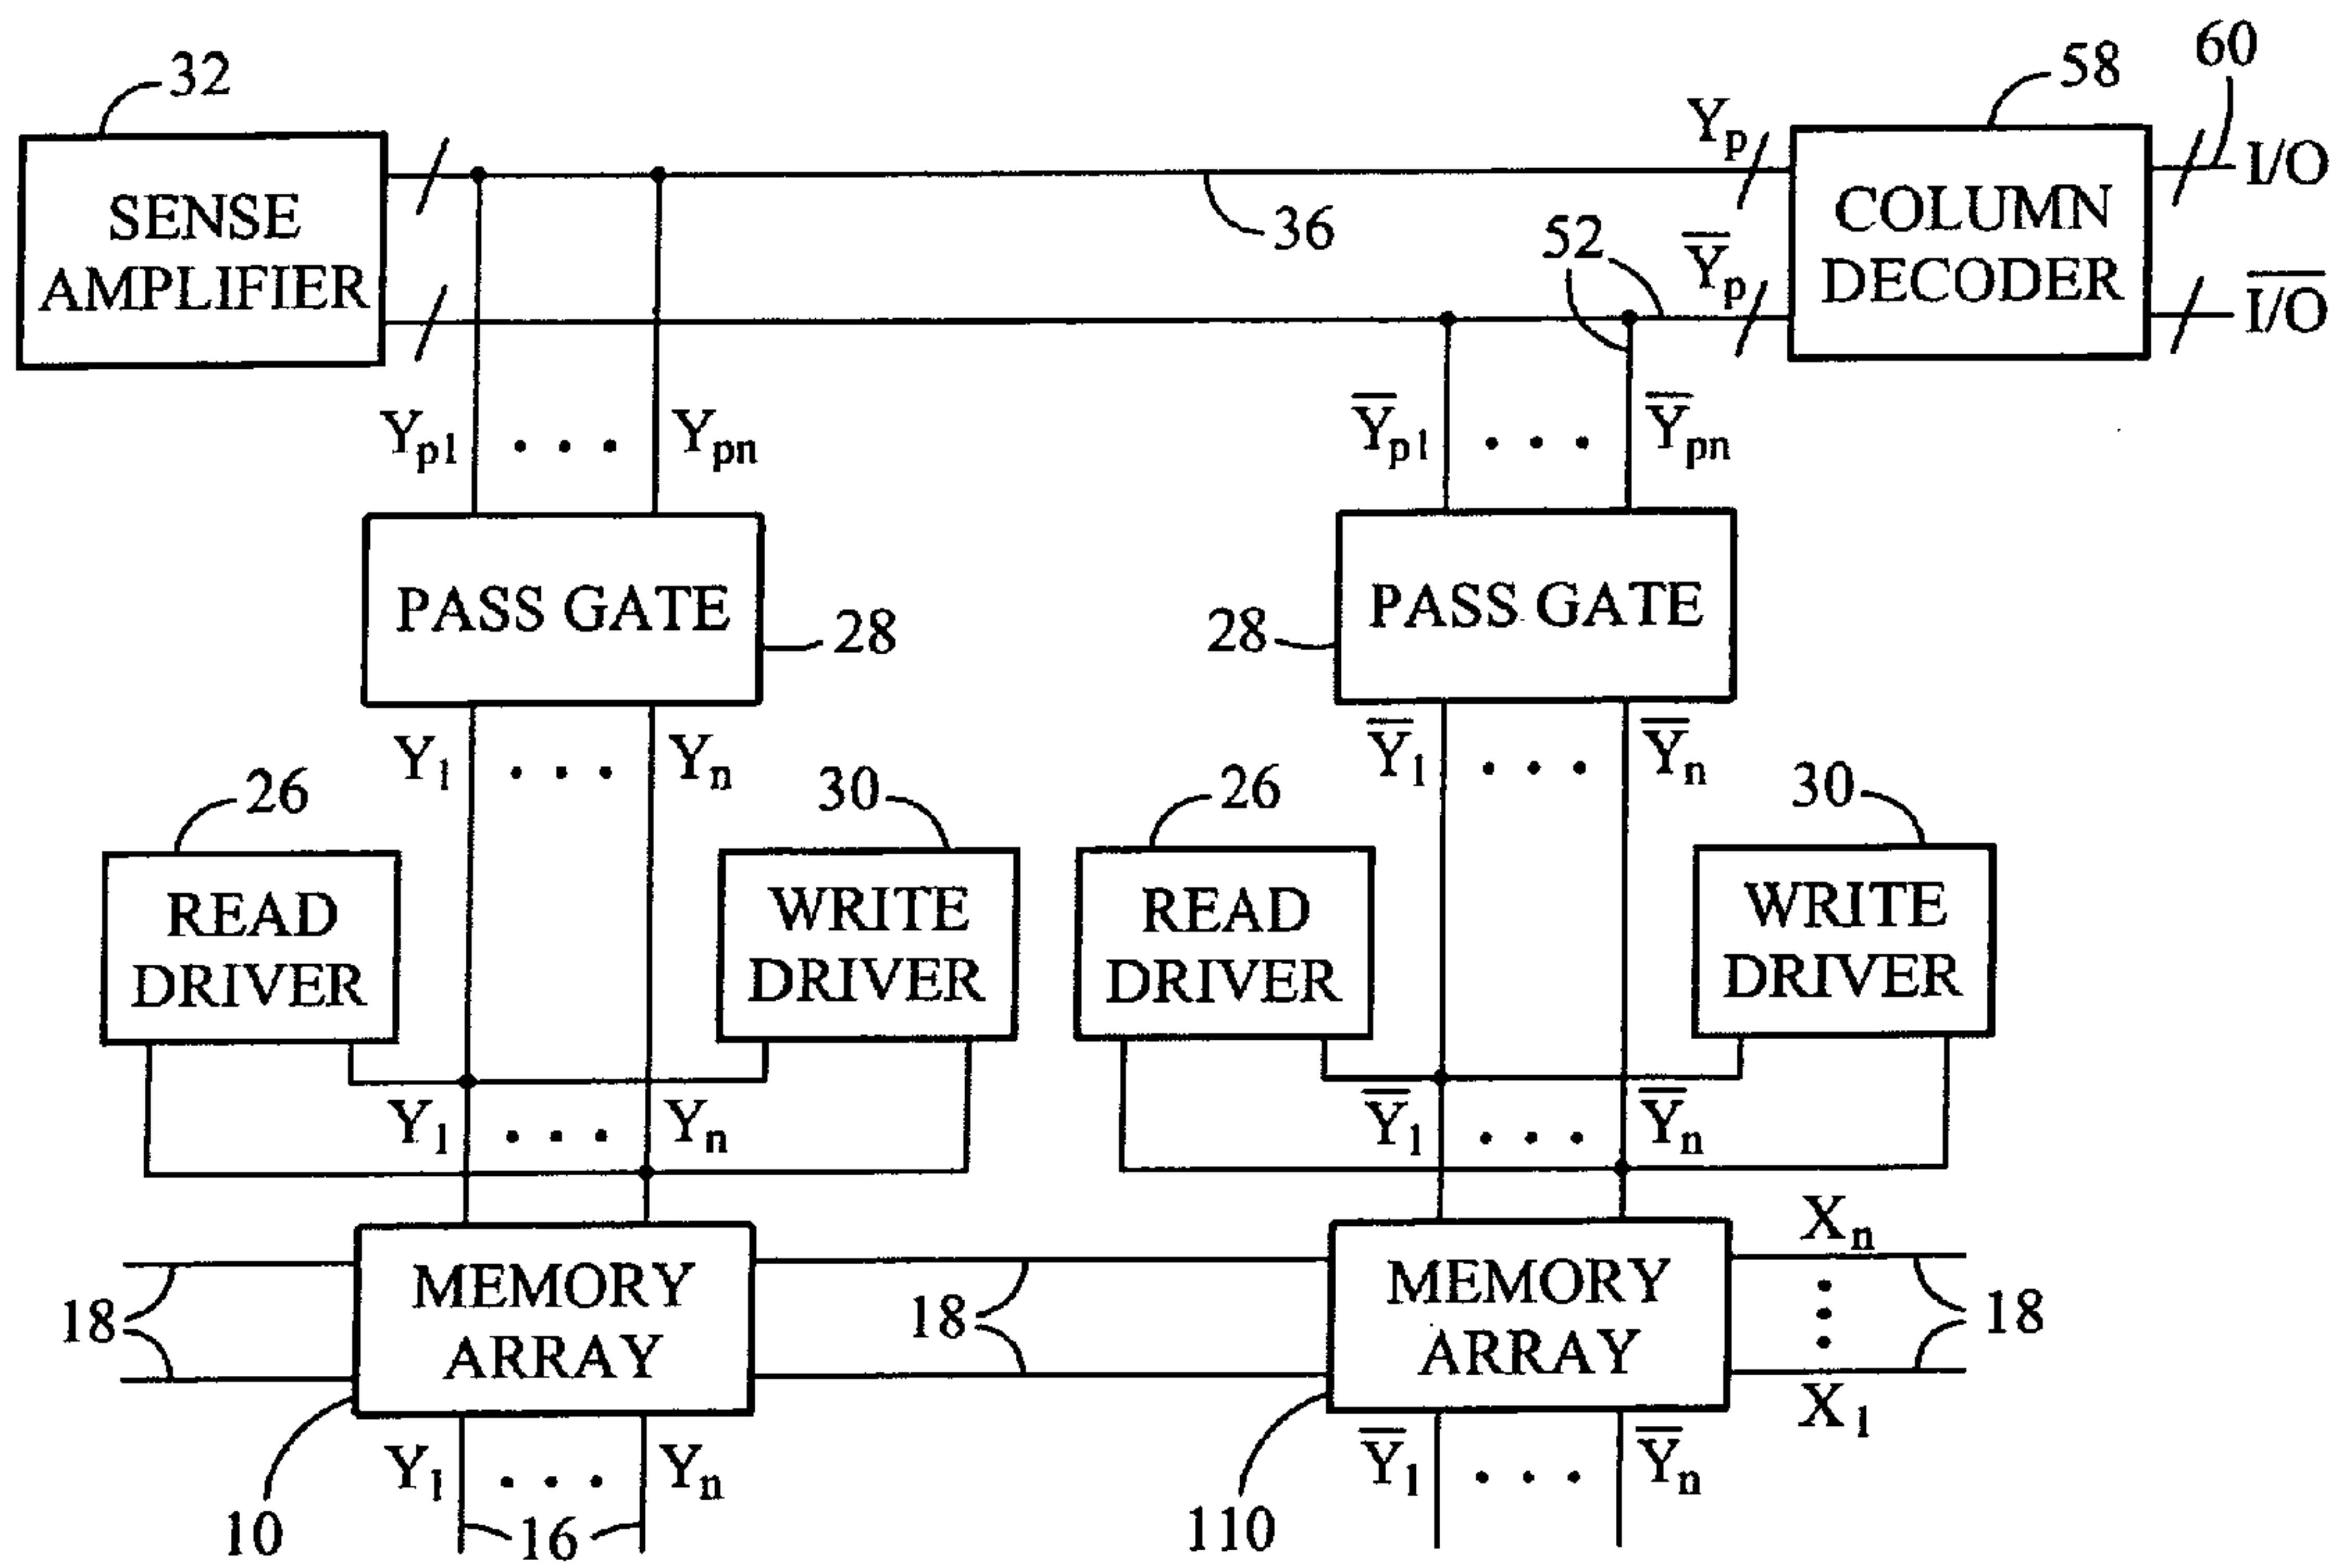 32
58
60
Yp
I/O
SENSE
AMPLIFIER
36
52
Y̅p
COLUMN
DECODER
I/O̅
Yp1 . . . Ypn
Y̅p1 . . . Y̅pn
PASS GATE
28
28
PASS GATE
Y1 . . . Yn
Y̅1 . . . Y̅n
26
30
26
30
READ
DRIVER
WRITE
DRIVER
READ
DRIVER
WRITE
DRIVER
Y1 . . . Yn
Y̅1 . . . Y̅n
18
MEMORY
ARRAY
18
MEMORY
ARRAY
Xn
18
X1
10
Y1 . . . Yn
16
110
Y̅1 . . . Y̅n